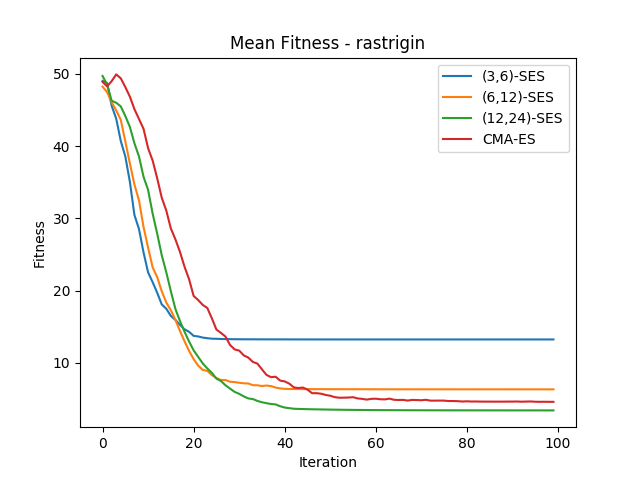 Mean Fitness - rastrigin
(3,6)-SES
(6,12)-SES
(12,24)-SES
CMA-ES
Fitness
50
40
30
20
10
0 20 40 60 80 100
Iteration